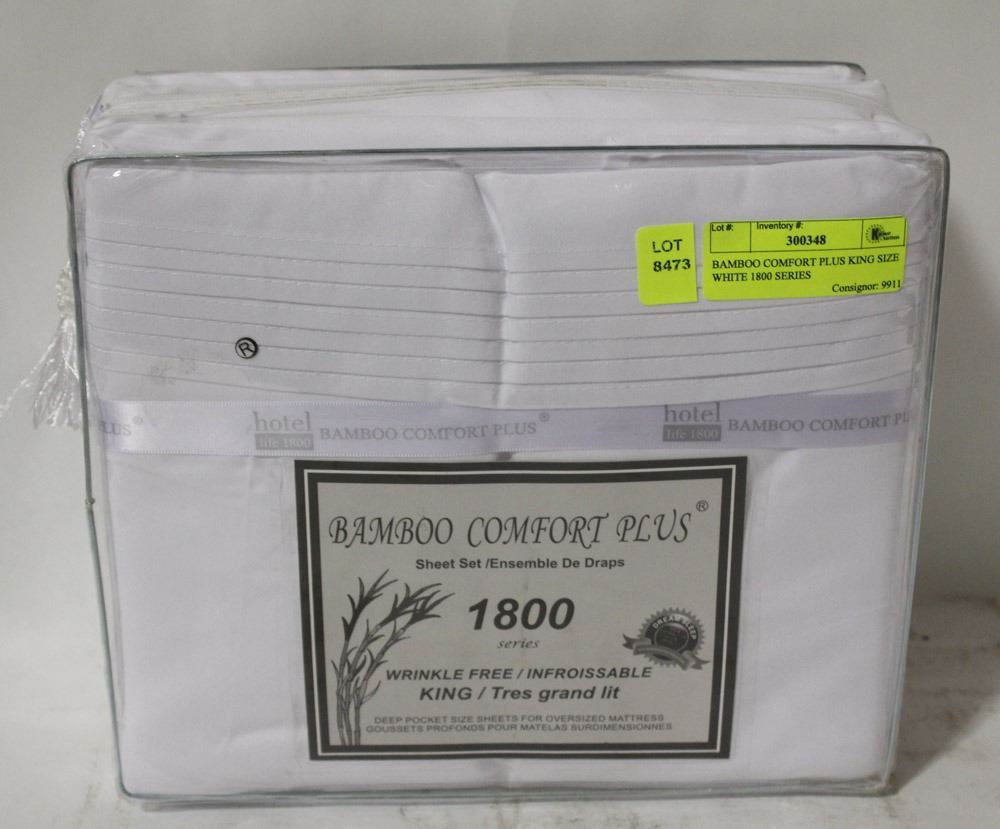 LOT
8473
Lot #:
Inventory #:
300348
BAMBOO COMFORT PLUS KING SIZE
WHITE 1800 SERIES
Consignor: 9911
®
LUS®
hotel
life 1800
BAMBOO COMFORT PLUS®
hotel
life 1800
BAMBOO COMFORT PL
BAMBOO COMFORT PLUS®
Sheet Set /Ensemble De Draps
1800
series
WRINKLE FREE / INFROISSABLE
KING / Tres grand lit
DEEP POCKET SIZE SHEETS FOR OVERSIZED MATTRESS
GOUSSETS PROFONDS POUR MATELAS SURDIMENSIONNES